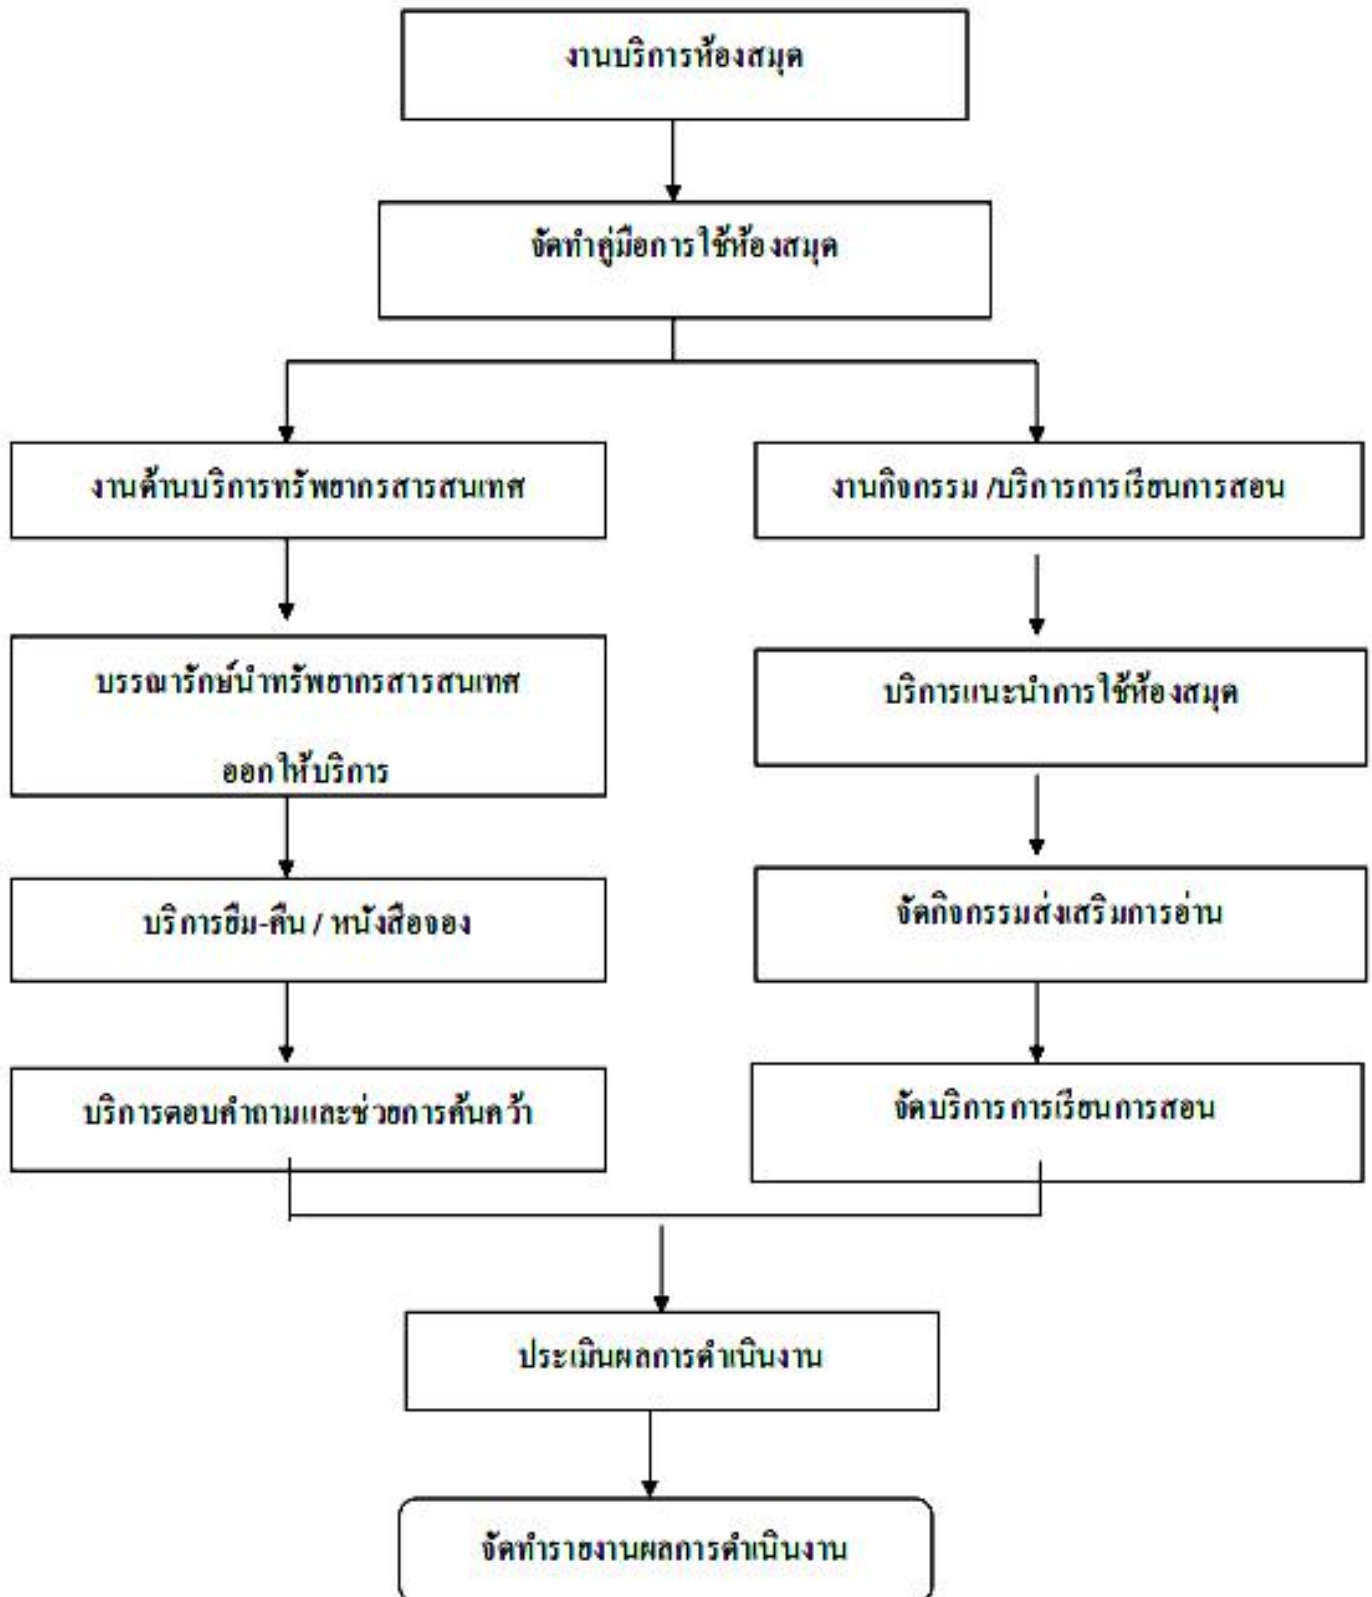 งานบริการห้องสมุด
จัดทำคู่มือการใช้ห้องสมุด
งานด้านบริการทรัพยากรสารสนเทศ
งานกิจกรรม /บริการการเรียนการสอน
บรรณารักษ์นำทรัพยากรสารสนเทศ
ออกให้บริการ
บริการแนะนำการใช้ห้องสมุด
บริการยืม-คืน / หนังสือจอง
จัดกิจกรรมส่งเสริมการอ่าน
บริการตอบคำถามและช่วยการค้นคว้า
จัดบริการการเรียนการสอน
ประเมินผลการดำเนินงาน
จัดทำรายงานผลการดำเนินงาน